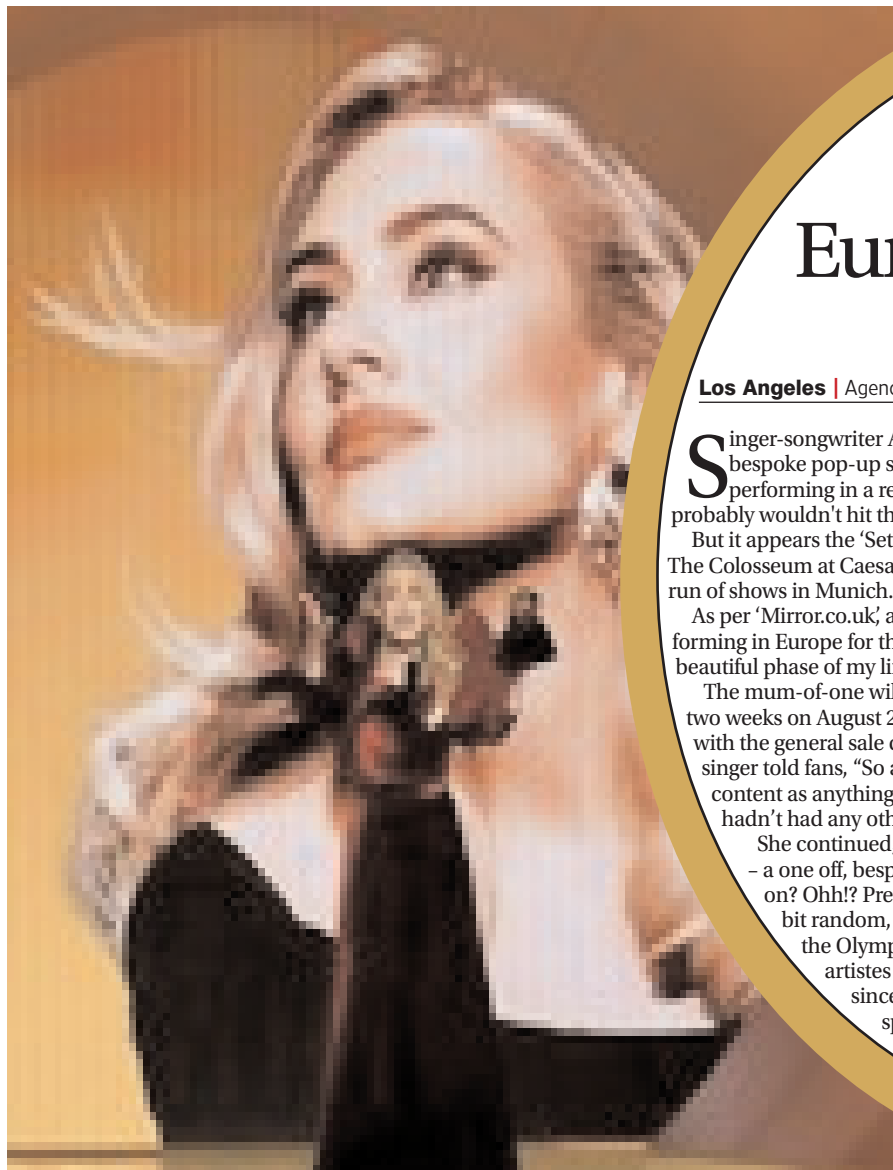 Eur
Los Angeles | Agenc
Singer-songwriter A
bespoke pop-up s
performing in a re
probably wouldn't hit th
But it appears the ‘Set
The Colosseum at Caesa
run of shows in Munich.
As per ‘Mirror.co.uk’, a
forming in Europe for th
beautiful phase of my li
The mum-of-one wil
two weeks on August 2
with the general sale d
singer told fans, “So a
content as anything
hadn’t had any oth
She continued,
– a one off, besp
on? Ohh!? Pre
bit random,
the Olymp
artistes
since
sp